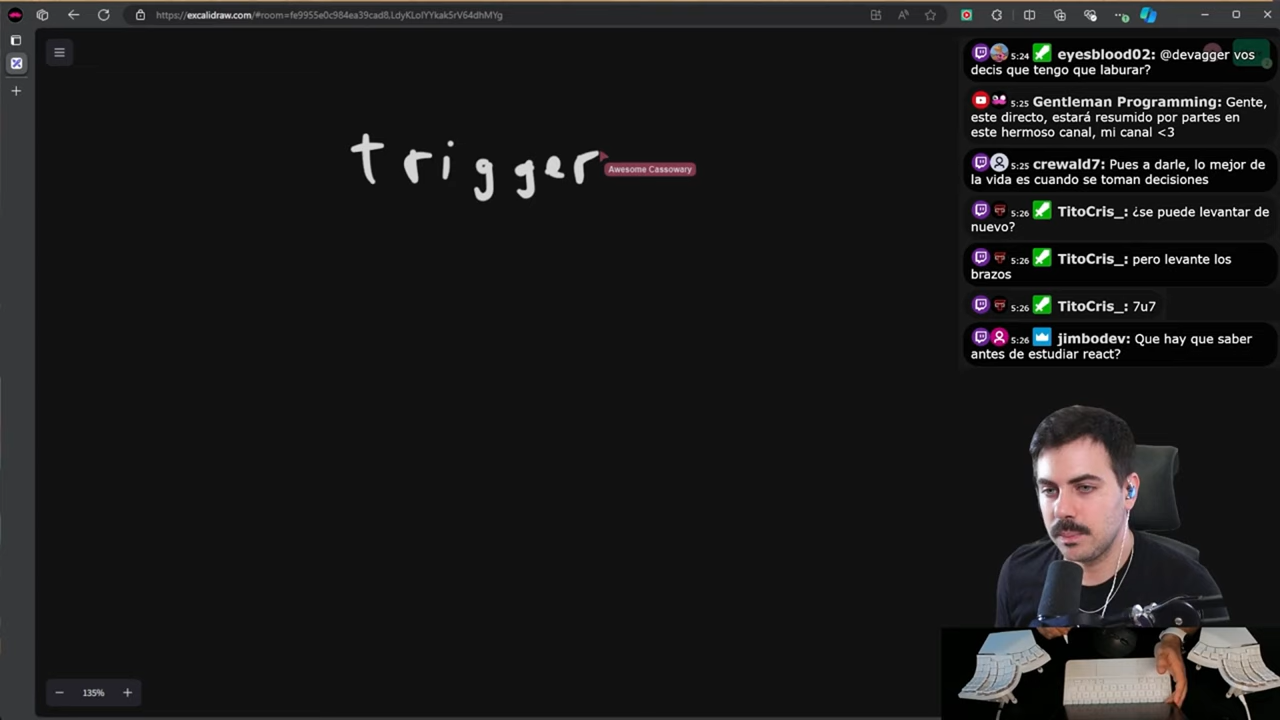 https://excalidraw.com/#room=fe9955e0c984ea39cad8,LdyKLolYYkak5rV64dhMYg
trigger
Awesome Cassowary
135%
5:24 eyesblood02: @devagger vos
decis que tengo que laburar?
5:25 Gentleman Programming: Gente,
este directo, estará resumido por partes en
este hermoso canal, mi canal <3
5:25 crewald7: Pues a darle, lo mejor de
la vida es cuando se toman decisiones
5:26 TitoCris_: ¿se puede levantar de
nuevo?
5:26 TitoCris_: pero levante los
brazos
5:26 TitoCris_: 7u7
5:26 jimbodev: Que hay que saber
antes de estudiar react?